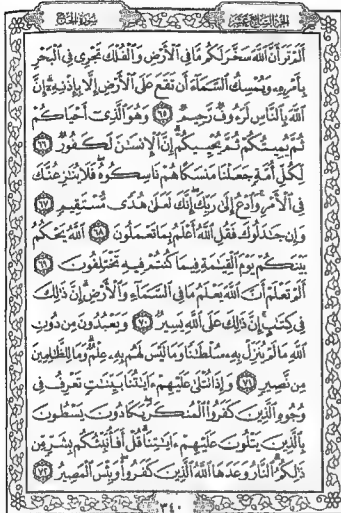 سُورَةُ الحَجّ الجزء السابع عشر
أَلَمْ تَرَ أَنَّ ٱللَّهَ سَخَّرَ لَكُم مَّا فِي ٱلْأَرْضِ وَٱلْفُلْكَ تَجْرِي فِي ٱلْبَحْرِ
بِأَمْرِهِۦ وَيُمْسِكُ ٱلسَّمَآءَ أَن تَقَعَ عَلَى ٱلْأَرْضِ إِلَّا بِإِذْنِهِۦٓ إِنَّ
ٱللَّهَ بِٱلنَّاسِ لَرَءُوفٌ رَّحِيمٌ ٦٥ وَهُوَ ٱلَّذِىٓ أَحْيَاكُمْ
ثُمَّ يُمِيتُكُمْ ثُمَّ يُحْيِيكُمْ إِنَّ ٱلْإِنسَٰنَ لَكَفُورٌ ٦٦
لِّكُلِّ أُمَّةٍ جَعَلْنَا مَنسَكًا هُمْ نَاسِكُوهُ فَلَا يُنَٰزِعُنَّكَ
فِي ٱلْأَمْرِ وَٱدْعُ إِلَىٰ رَبِّكَ إِنَّكَ لَعَلَىٰ هُدًى مُّسْتَقِيمٍ ٦٧
وَإِن جَٰدَلُوكَ فَقُلِ ٱللَّهُ أَعْلَمُ بِمَا تَعْمَلُونَ ٦٨ ٱللَّهُ يَحْكُمُ
بَيْنَكُمْ يَوْمَ ٱلْقِيَٰمَةِ فِيمَا كُنتُمْ فِيهِ تَخْتَلِفُونَ ٦٩
أَلَمْ تَعْلَمْ أَنَّ ٱللَّهَ يَعْلَمُ مَا فِي ٱلسَّمَآءِ وَٱلْأَرْضِ إِنَّ ذَٰلِكَ
فِي كِتَٰبٍ إِنَّ ذَٰلِكَ عَلَى ٱللَّهِ يَسِيرٌ ٧٠ وَيَعْبُدُونَ مِن دُونِ
ٱللَّهِ مَا لَمْ يُنَزِّلْ بِهِۦ سُلْطَٰنًا وَمَا لَيْسَ لَهُم بِهِۦ عِلْمٌ وَمَا لِلظَّٰلِمِينَ
مِن نَّصِيرٍ ٧١ وَإِذَا تُتْلَىٰ عَلَيْهِمْ ءَايَٰتُنَا بَيِّنَٰتٍ تَعْرِفُ فِي
وُجُوهِ ٱلَّذِينَ كَفَرُوا۟ ٱلْمُنكَرَ يَكَادُونَ يَسْطُونَ
بِٱلَّذِينَ يَتْلُونَ عَلَيْهِمْ ءَايَٰتِنَا قُلْ أَفَأُنَبِّئُكُم بِشَرٍّ مِّن
ذَٰلِكُمُ ٱلنَّارُ وَعَدَهَا ٱللَّهُ ٱلَّذِينَ كَفَرُوا۟ وَبِئْسَ ٱلْمَصِيرُ ٧٢
٣٤٠